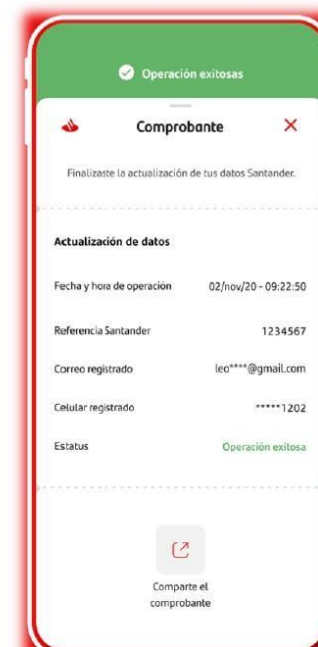 Operación exitosas
Comprobante
Finalizaste la actualización de tus datos Santander.
Actualización de datos
Fecha y hora de operación 02/nov/20 - 09:22:50
Referencia Santander 1234567
Correo registrado leo****@gmail.com
Celular registrado *****1202
Estatus Operación exitosa
Comparte el
comprobante